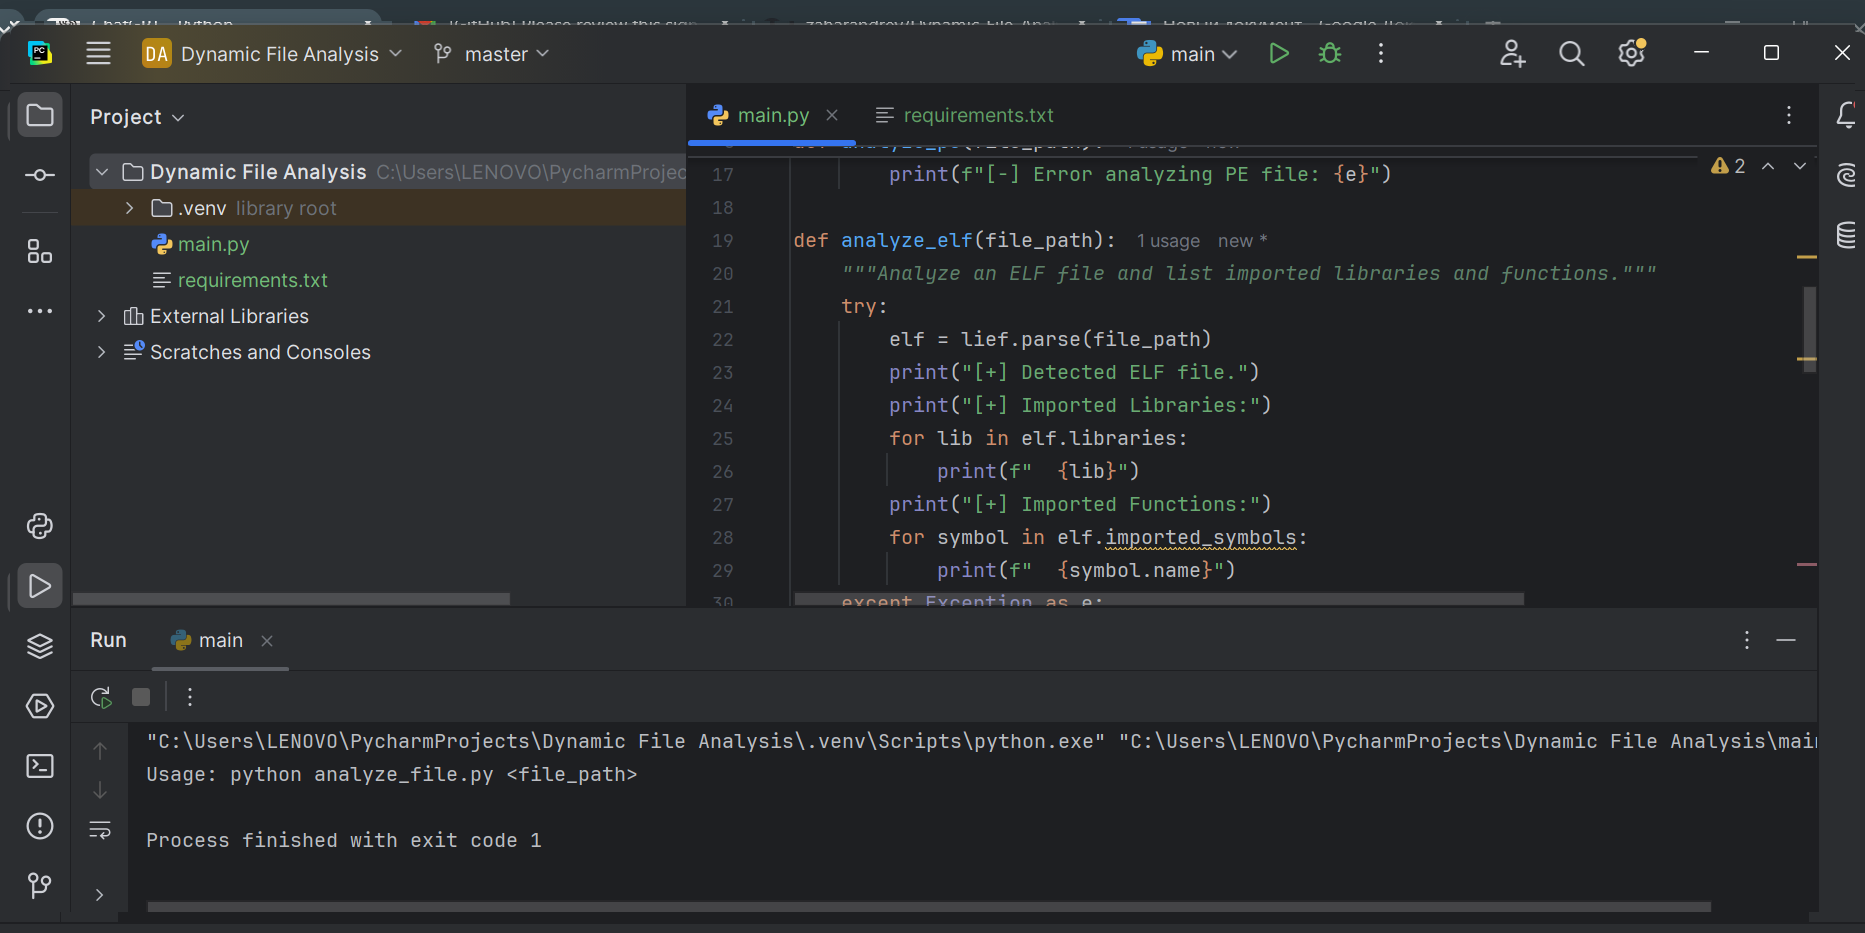 PC
DA Dynamic File Analysis
master
main
Project
Dynamic File Analysis C:\Users\LENOVO\PycharmProjec
.venv library root
main.py
requirements.txt
External Libraries
Scratches and Consoles
main.py
requirements.txt
2
17 print(f"[-] Error analyzing PE file: {e}")
18
19 def analyze_elf(file_path): 1 usage new *
20 """Analyze an ELF file and list imported libraries and functions."""
21 try:
22 elf = lief.parse(file_path)
23 print("[+] Detected ELF file.")
24 print("[+] Imported Libraries:")
25 for lib in elf.libraries:
26 print(f"  {lib}")
27 print("[+] Imported Functions:")
28 for symbol in elf.imported_symbols:
29 print(f"  {symbol.name}")
30 except Exception as e:
Run main
"C:\Users\LENOVO\PycharmProjects\Dynamic File Analysis\.venv\Scripts\python.exe" "C:\Users\LENOVO\PycharmProjects\Dynamic File Analysis\mai
Usage: python analyze_file.py <file_path>
Process finished with exit code 1